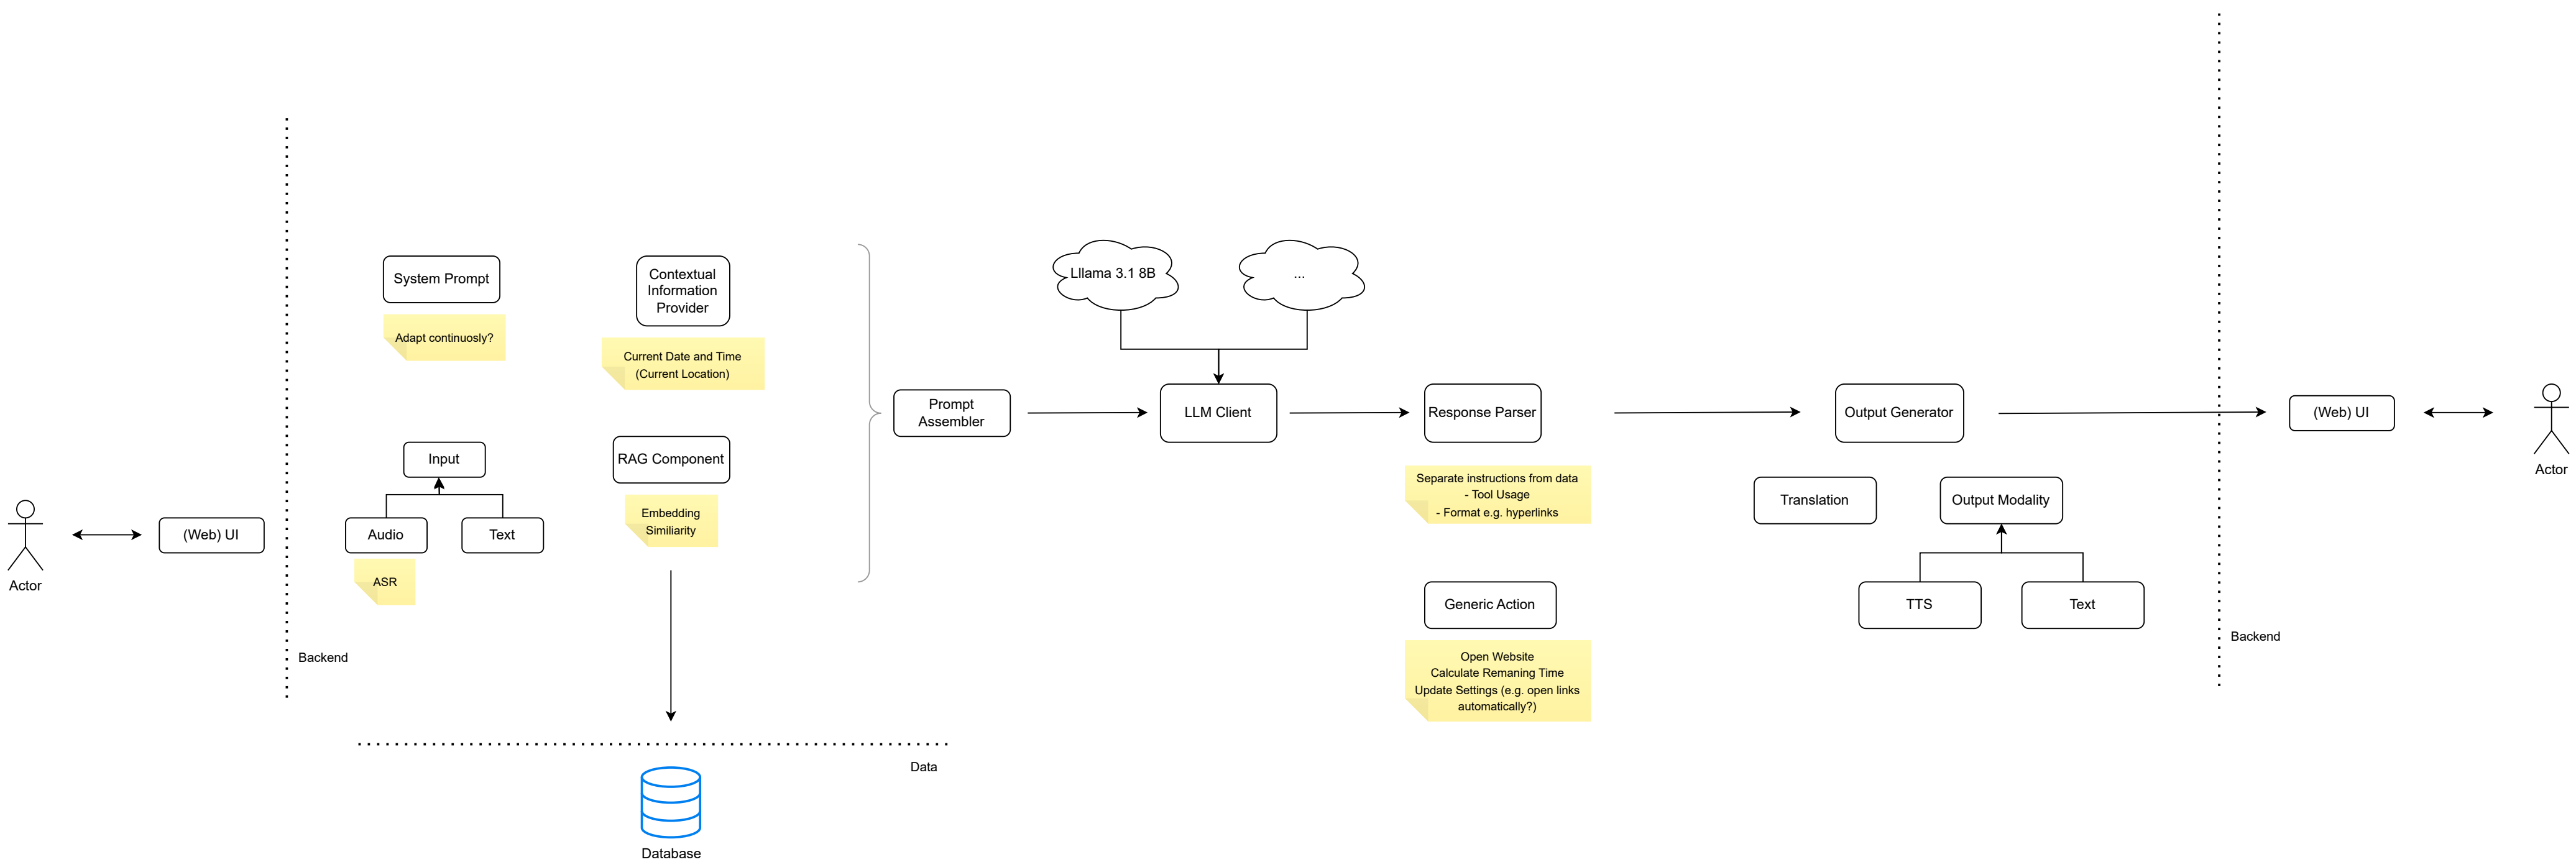 Actor
(Web) UI
Backend
System Prompt
Adapt continuosly?
Input
Audio
Text
ASR
Contextual
Information
Provider
Current Date and Time
(Current Location)
RAG Component
Embedding
Similiarity
Data
Database
Prompt
Assembler
Lllama 3.1 8B
...
LLM Client
Response Parser
Separate instructions from data
- Tool Usage
- Format e.g. hyperlinks
Generic Action
Open Website
Calculate Remaning Time
Update Settings (e.g. open links
automatically?)
Output Generator
Translation
Output Modality
TTS
Text
Backend
(Web) UI
Actor